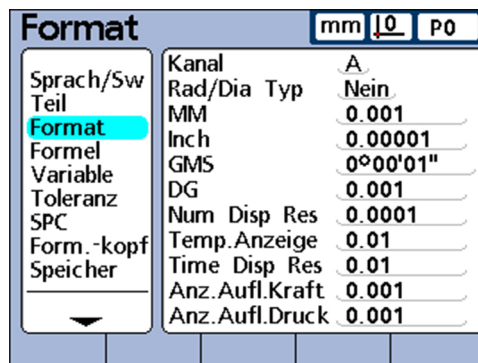 Format
mm 0 P0
Sprach/Sw
Teil
Format
Formel
Variable
Toleranz
SPC
Form.-kopf
Speicher
Kanal A
Rad/Dia Typ Nein
MM 0.001
Inch 0.00001
GMS 0°00'01"
DG 0.001
Num Disp Res 0.0001
Temp.Anzeige 0.01
Time Disp Res 0.01
Anz.Aufl.Kraft 0.001
Anz.Aufl.Druck 0.001